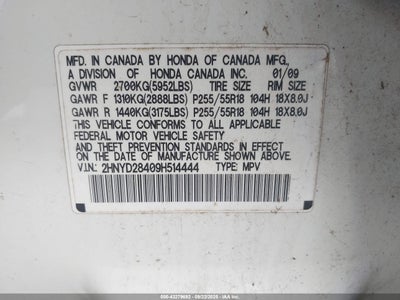 MFD. IN CANADA BY HONDA OF CANADA MFG.,
A DIVISION OF HONDA CANADA INC. 01/09
GVWR 2700KG(5952LBS) TIRE SIZE RIM SIZE
GAWR F 1310KG(2888LBS) P255/55R18 104H 18X8.0J
GAWR R 1440KG(3175LBS) P255/55R18 104H 18X8.0J
THIS VEHICLE CONFORMS TO ALL APPLICABLE
FEDERAL MOTOR VEHICLE SAFETY AND
THEFT PREVENTION STANDARDS IN EFFECT ON
THE DATE OF MANUFACTURE SHOWN ABOVE.
V.I.N: 2HNYD28409H514444 TYPE: MPV